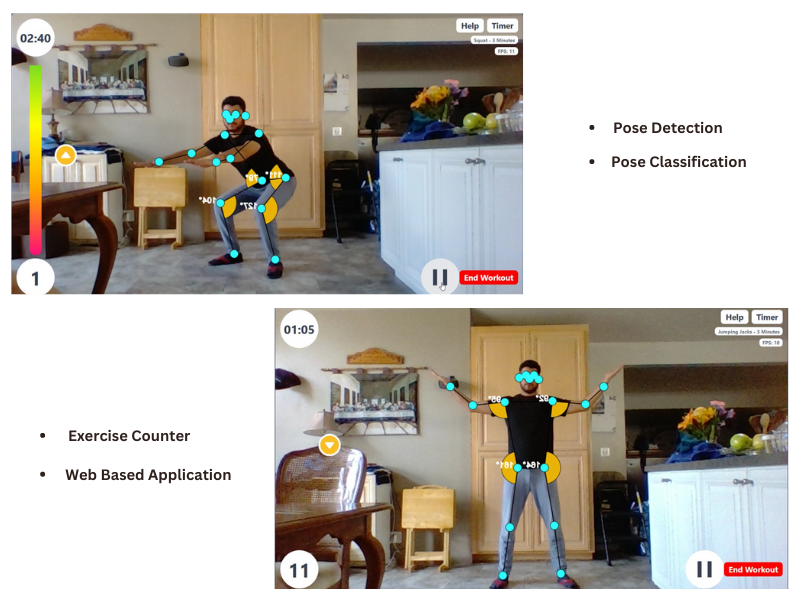 02:40
Help Timer
Squat - 3 Minutes
FPS: 11
111°
79°
104°
127°
1
End Workout
Pose Detection
Pose Classification
01:05
Help Timer
Jumping Jacks - 3 Minutes
FPS: 10
95°
92°
161°
164°
11
End Workout
Exercise Counter
Web Based Application